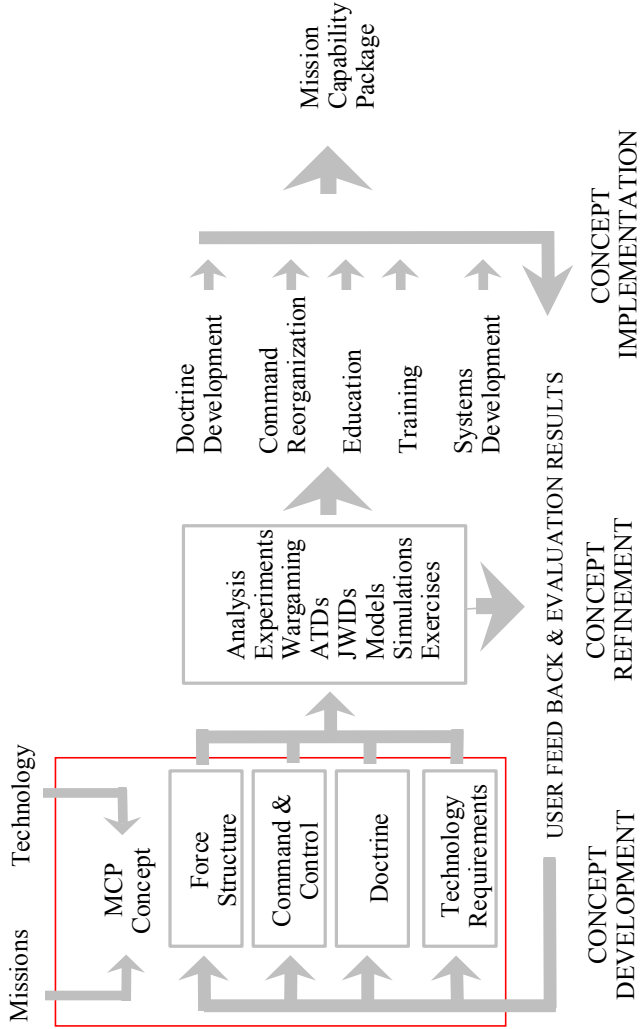 Missions
Technology
MCP
Concept
Force
Structure
Command &
Control
Doctrine
Technology
Requirements
CONCEPT
DEVELOPMENT
Analysis
Experiments
Wargaming
ATDs
JWIDs
Models
Simulations
Exercises
CONCEPT
REFINEMENT
Doctrine
Development
Command
Reorganization
Education
Training
Systems
Development
USER FEED BACK & EVALUATION RESULTS
Mission
Capability
Package
CONCEPT
IMPLEMENTATION